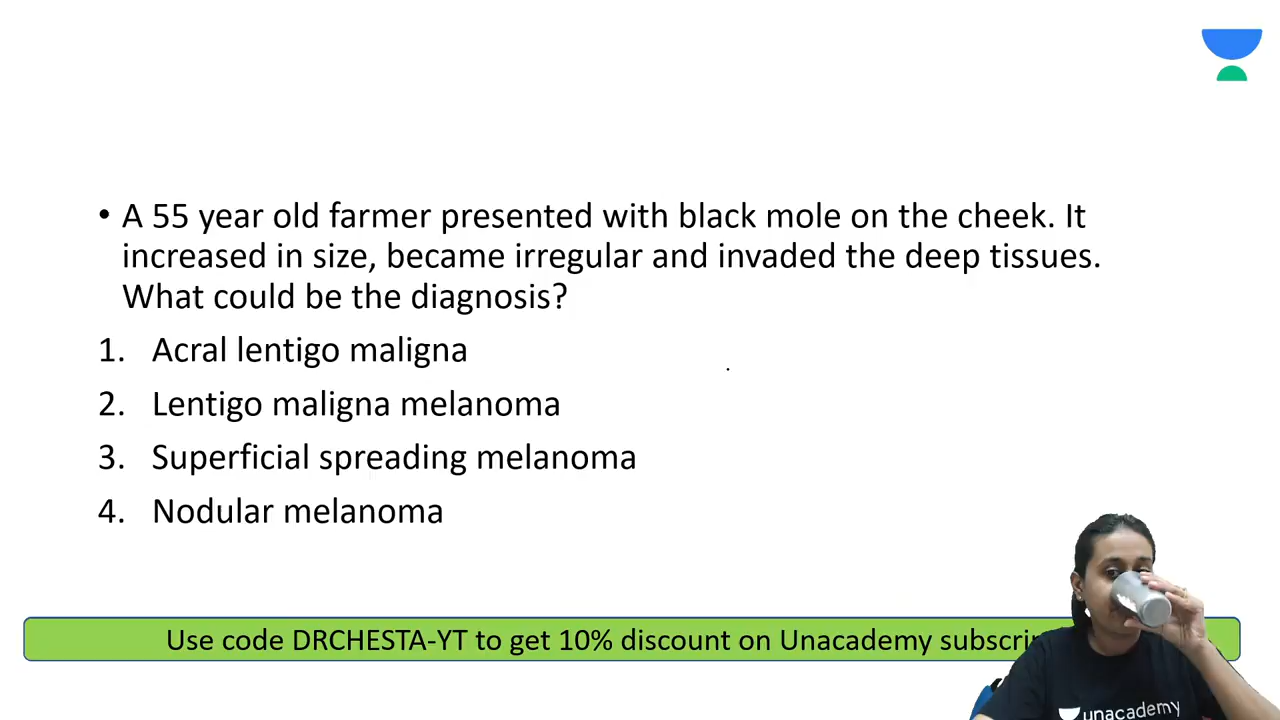 • A 55 year old farmer presented with black mole on the cheek. It
increased in size, became irregular and invaded the deep tissues.
What could be the diagnosis?
1. Acral lentigo maligna
2. Lentigo maligna melanoma
3. Superficial spreading melanoma
4. Nodular melanoma
Use code DRCHESTA-YT to get 10% discount on Unacademy
unacademy